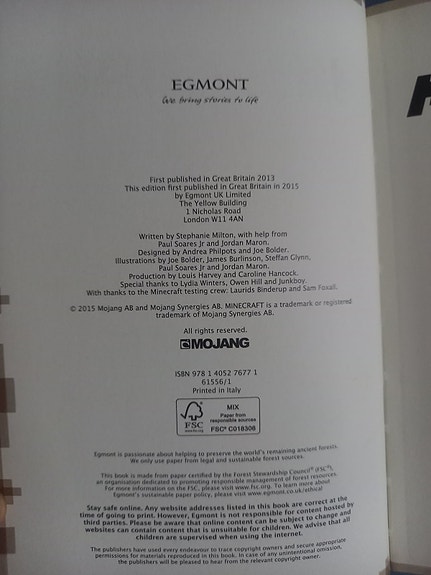 EGMONT
We bring stories to life
First published in Great Britain 2013
This edition first published in Great Britain in 2015
by Egmont UK Limited
The Yellow Building
1 Nicholas Road
London W11 4AN
Written by Stephanie Milton, with help from
Paul Soares Jr and Jordan Maron.
Designed by Andrea Philpots and Joe Bolder.
Illustrations by Joe Bolder, James Burlinson, Steffan Glynn,
Paul Soares Jr and Jordan Maron.
Production by Louis Harvey and Caroline Hancock.
Special thanks to Lydia Winters, Owen Hill and Junkboy.
With thanks to the Minecraft testing crew: Laurids Binderup and Sam Foxall.
© 2015 Mojang AB and Mojang Synergies AB. MINECRAFT is a trademark or registered
trademark of Mojang Synergies AB.
All rights reserved.
MOJANG
ISBN 978 1 4052 7677 1
61556/1
Printed in Italy
FSC
www.fsc.org
MIX
Paper from
responsible sources
FSC® C018306
Egmont is passionate about helping to preserve the world's remaining ancient forests.
We only use paper from legal and sustainable forest sources.
This book is made from paper certified by the Forest Stewardship Council® (FSC®),
an organisation dedicated to promoting responsible management of forest resources.
For more information on the FSC, please visit www.fsc.org. To learn more about
Egmont's sustainable paper policy, please visit www.egmont.co.uk/ethical
Stay safe online. Any website addresses listed in this book are correct at the
time of going to print. However, Egmont is not responsible for content hosted by
third parties. Please be aware that online content can be subject to change and
websites can contain content that is unsuitable for children. We advise that all
children are supervised when using the internet.
The publishers have used every endeavour to trace copyright owners and secure appropriate
permissions for materials reproduced in this book. In case of any unintentional omission,
the publishers will be pleased to hear from the relevant copyright owner.